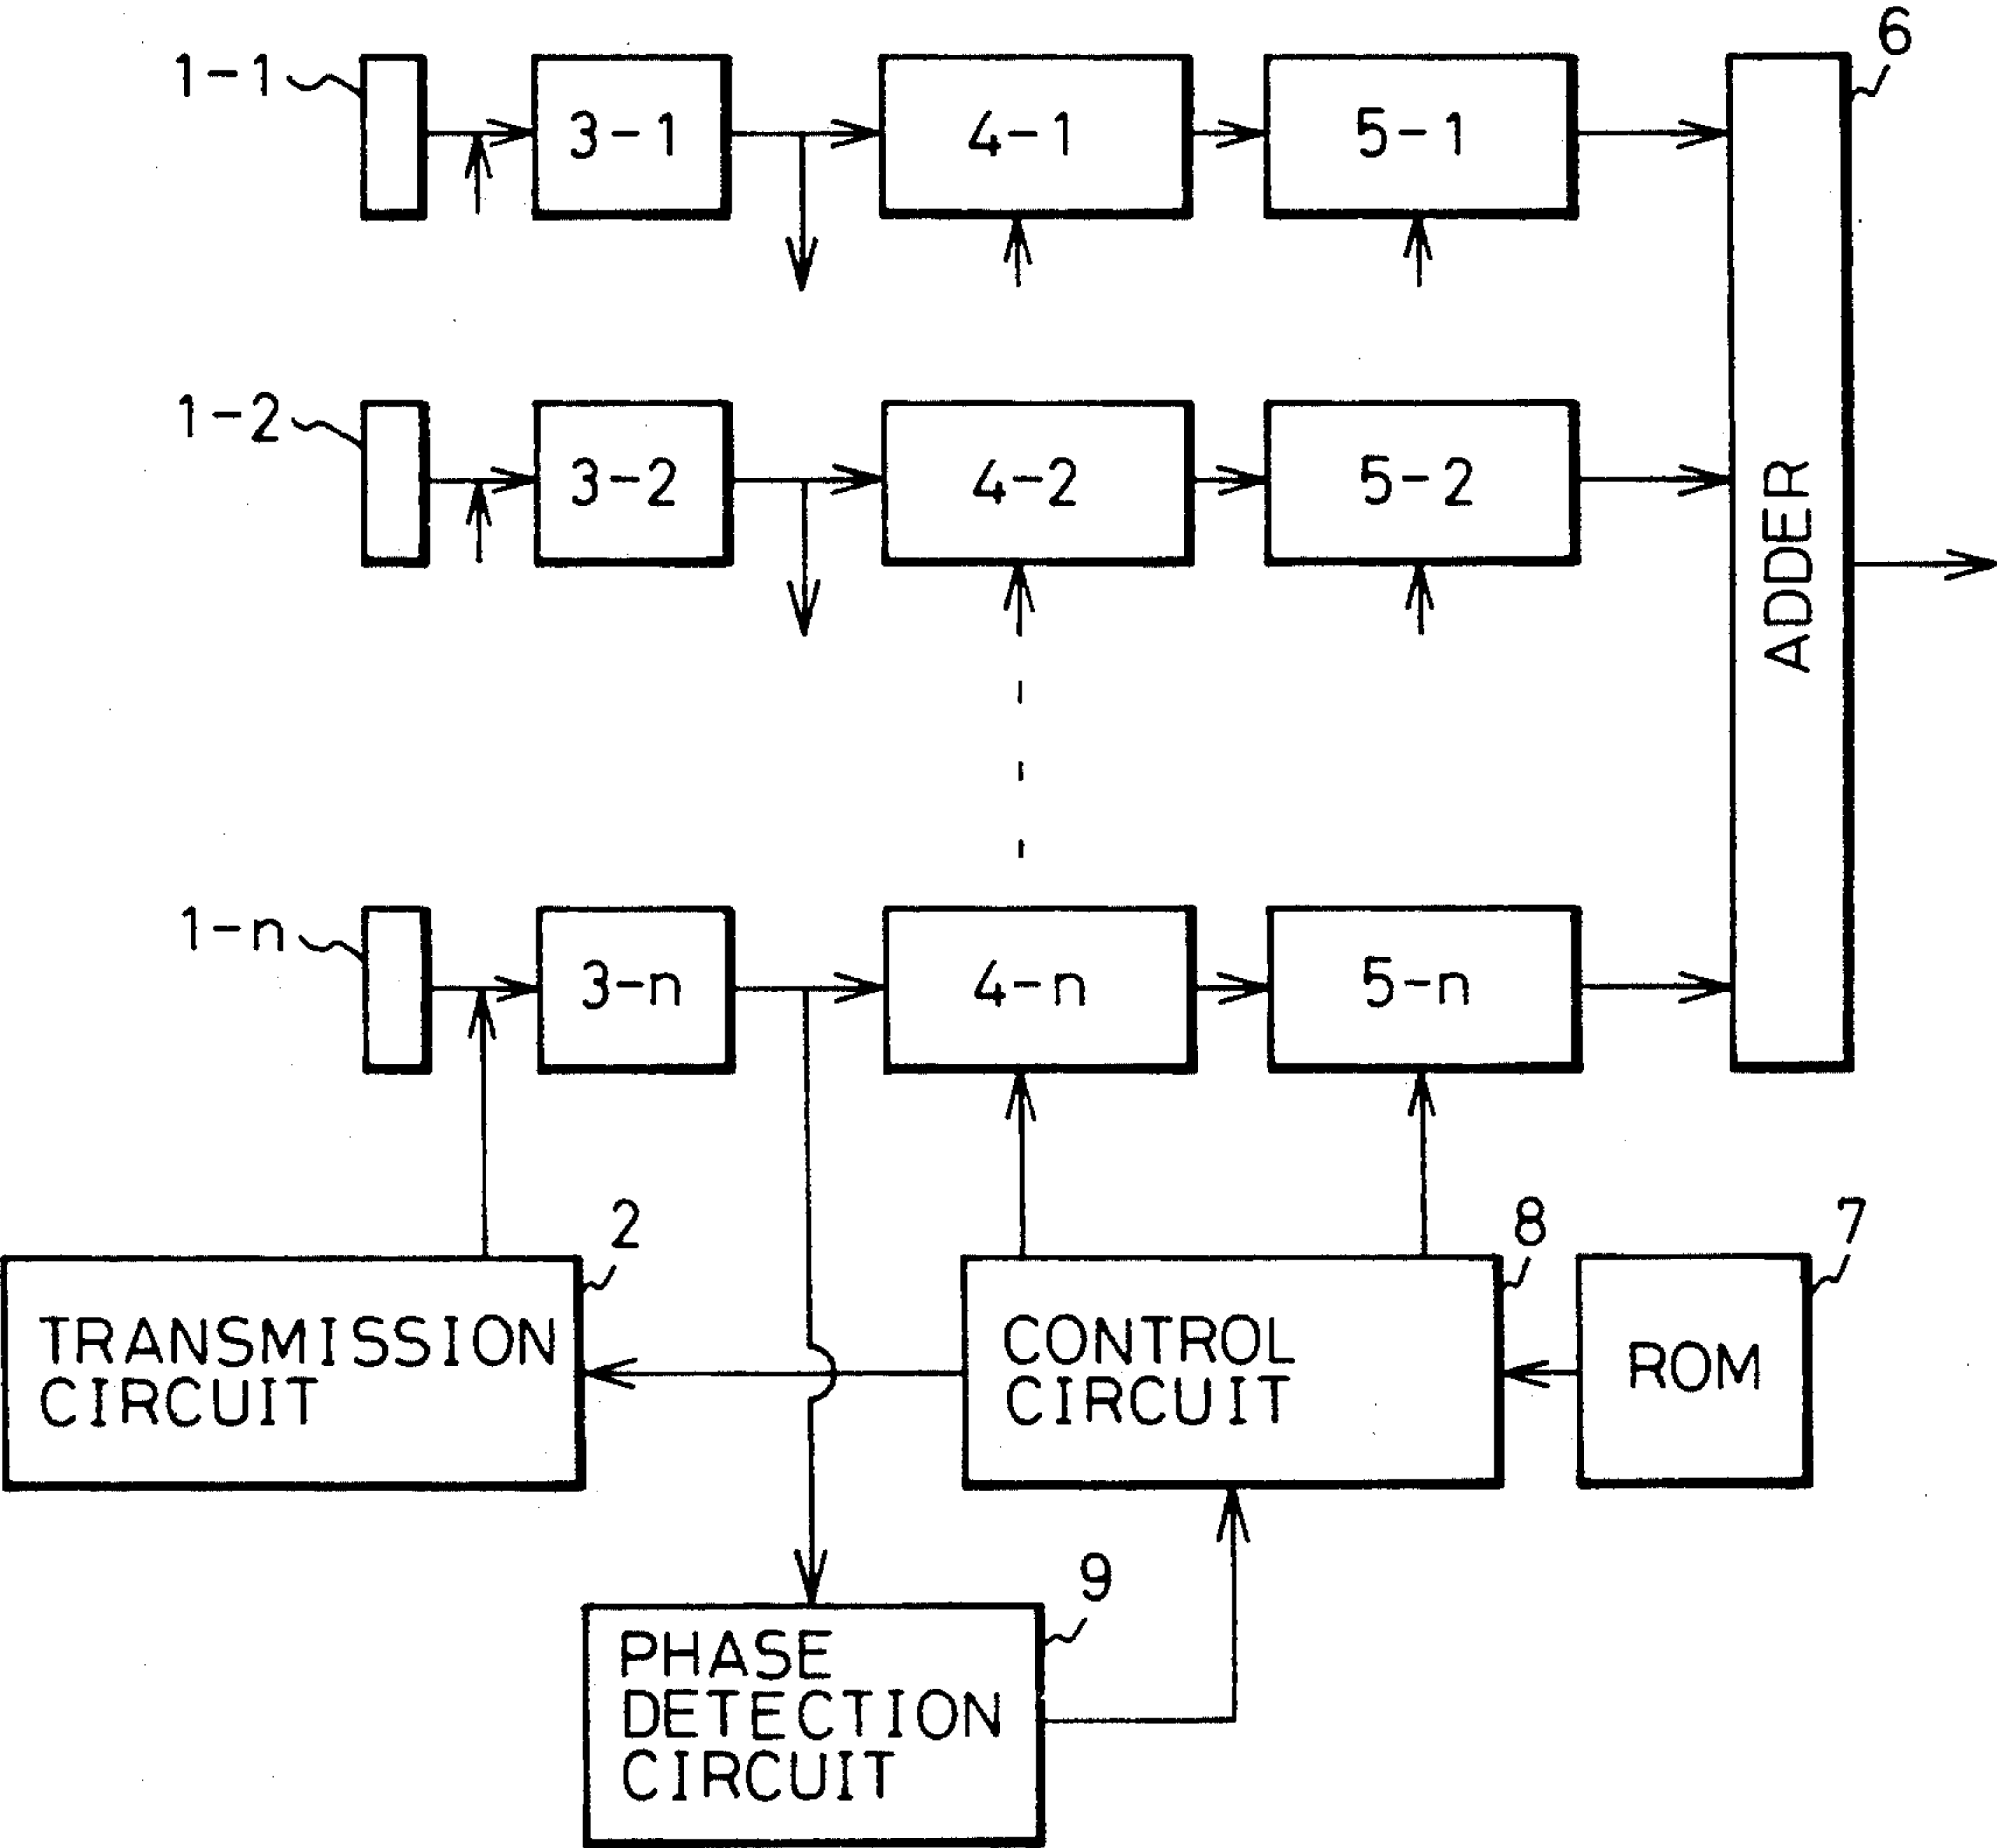 6
1-1
3-1
4-1
5-1
1-2
3-2
4-2
5-2
ADDER
1-n
3-n
4-n
5-n
2
8
7
TRANSMISSION
CIRCUIT
CONTROL
CIRCUIT
ROM
9
PHASE
DETECTION
CIRCUIT